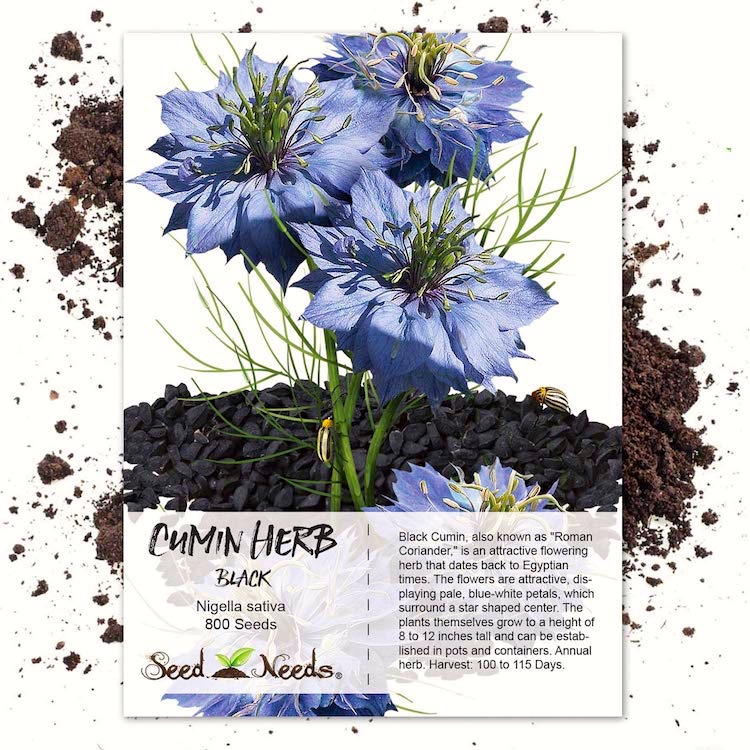 CUMIN HERB
BLACK
Nigella sativa
800 Seeds
Seed Needs®
Black Cumin, also known as "Roman
Coriander," is an attractive flowering
herb that dates back to Egyptian
times. The flowers are attractive, dis-
playing pale, blue-white petals, which
surround a star shaped center. The
plants themselves grow to a height of
8 to 12 inches tall and can be estab-
lished in pots and containers. Annual
herb. Harvest: 100 to 115 Days.